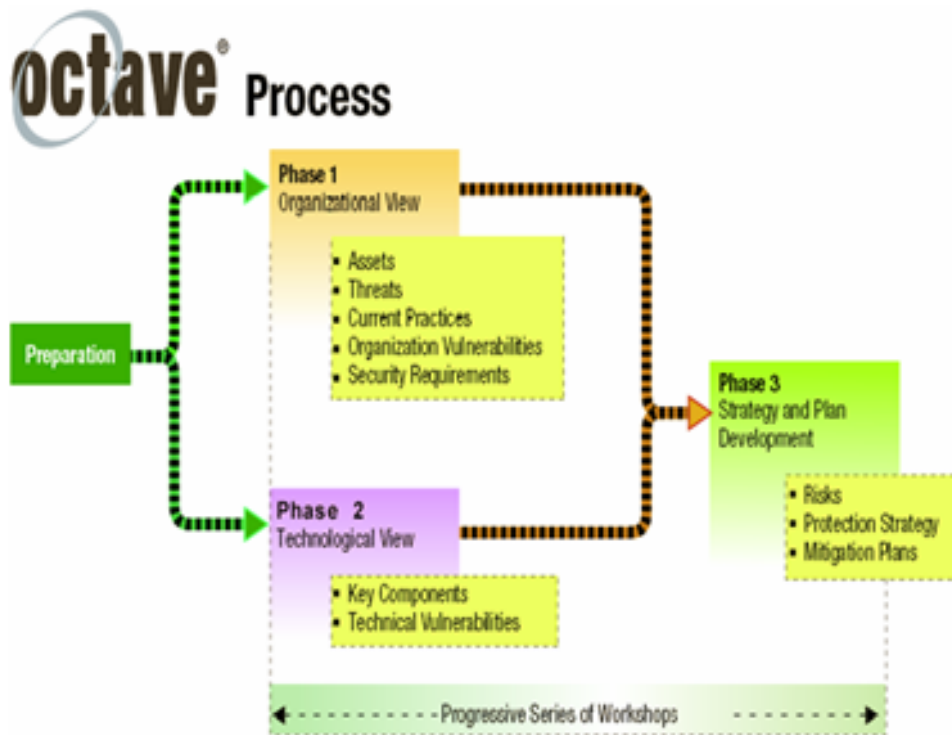 octave® Process
Phase 1
Organizational View
▪ Assets
▪ Threats
▪ Current Practices
▪ Organization Vulnerabilities
▪ Security Requirements
Preparation
Phase 2
Technological View
▪ Key Components
▪ Technical Vulnerabilities
Phase 3
Strategy and Plan
Development
▪ Risks
▪ Protection Strategy
▪ Mitigation Plans
Progressive Series of Workshops